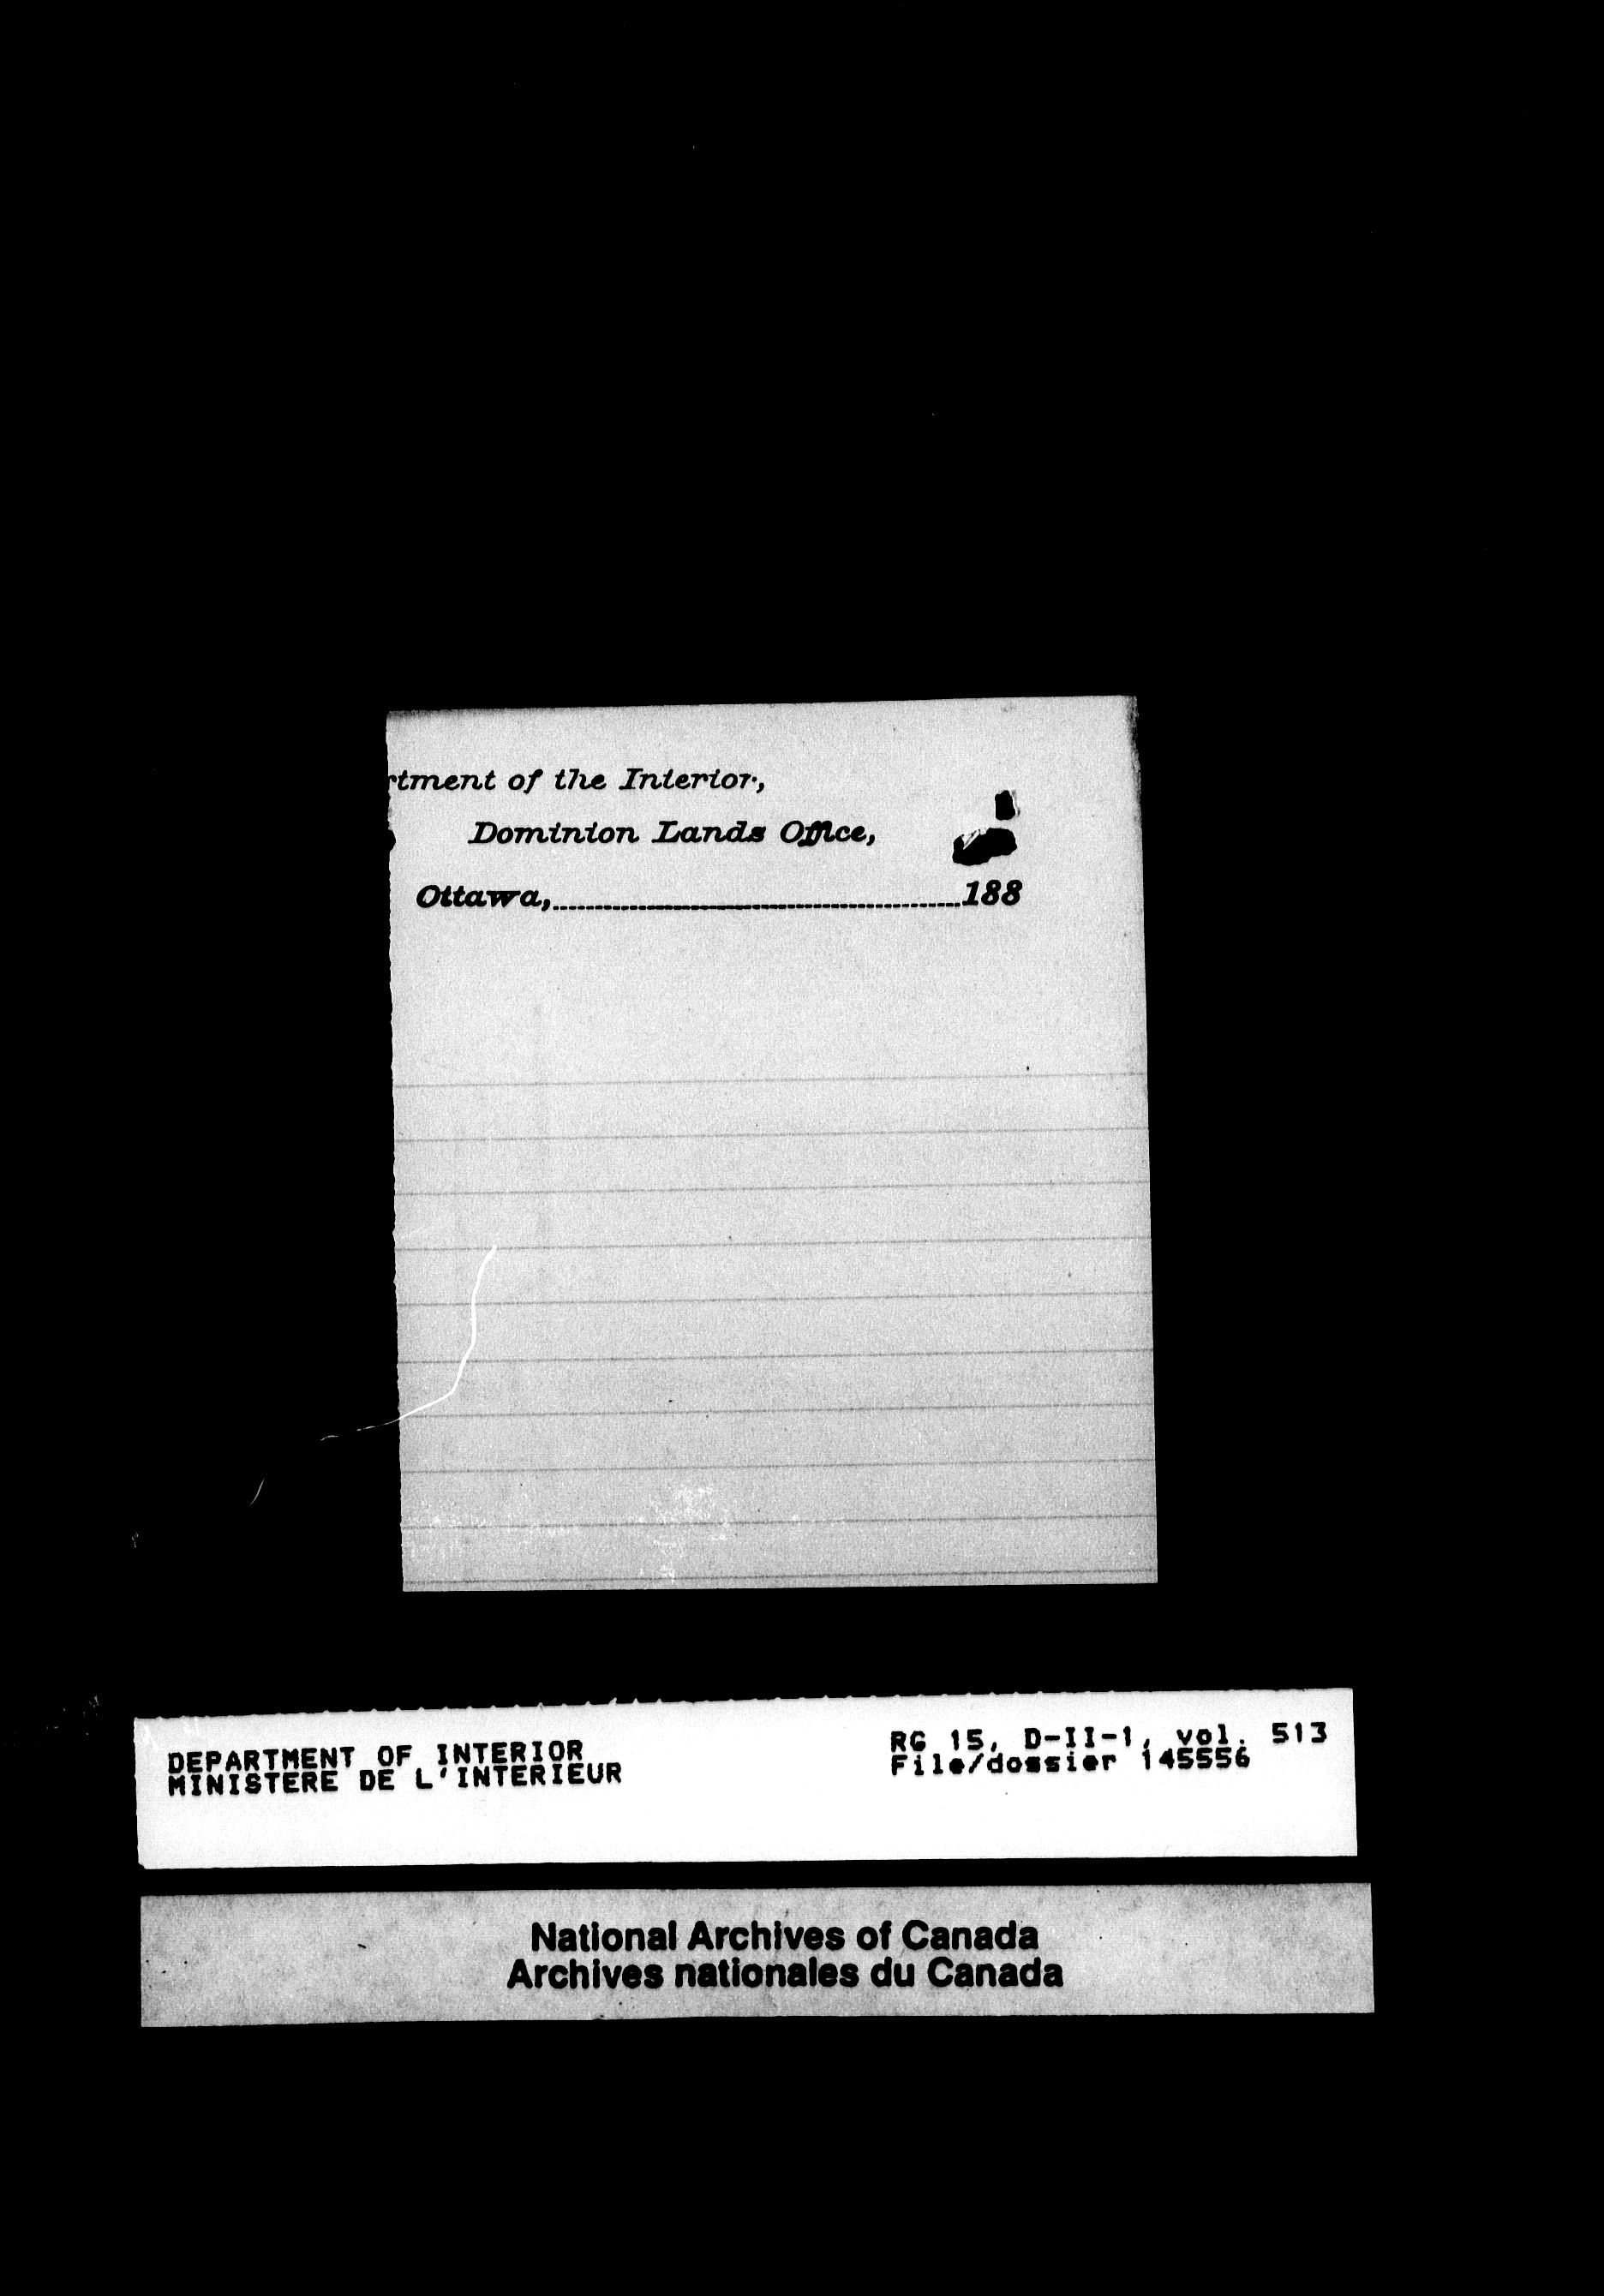 rtment of the Interior,
Dominion Lands Office,
Ottawa,..............................188
DEPARTMENT OF INTERIOR
MINISTERE DE L'INTERIEUR
RG 15, D-II-1, vol. 513
File/dossier 145556
National Archives of Canada
Archives nationales du Canada